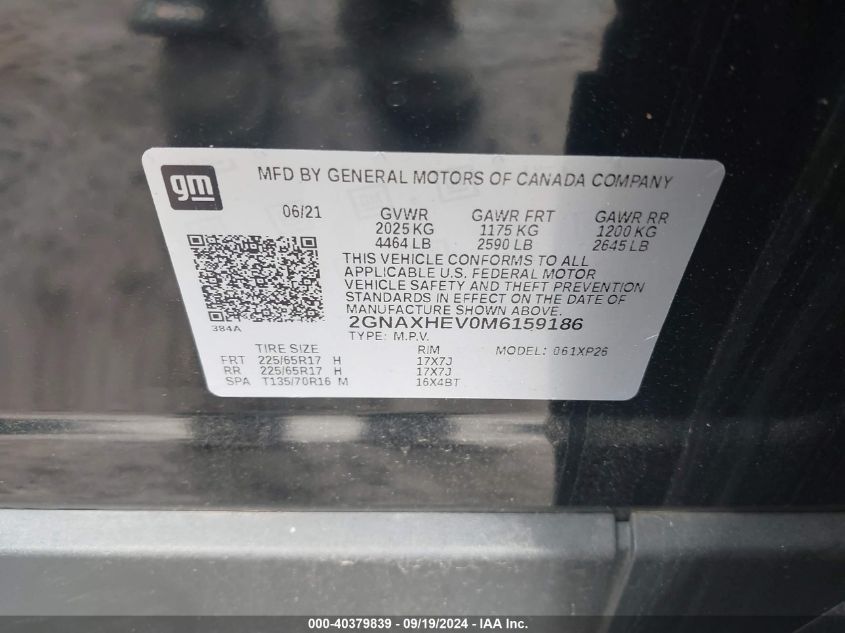 gm
MFD BY GENERAL MOTORS OF CANADA COMPANY
06/21 GVWR GAWR FRT GAWR RR
2025 KG 1175 KG 1200 KG
4464 LB 2590 LB 2645 LB
THIS VEHICLE CONFORMS TO ALL
APPLICABLE U.S. FEDERAL MOTOR
VEHICLE SAFETY AND THEFT PREVENTION
STANDARDS IN EFFECT ON THE DATE OF
MANUFACTURE SHOWN ABOVE.
384A 2GNAXHEV0M6159186
TYPE: M.P.V.
TIRE SIZE RIM MODEL: 061XP26
FRT 225/65R17 H 17X7J
RR 225/65R17 H 17X7J
SPA T135/70R16 M 16X4BT
000-40379839 - 09/19/2024 - IAA Inc.